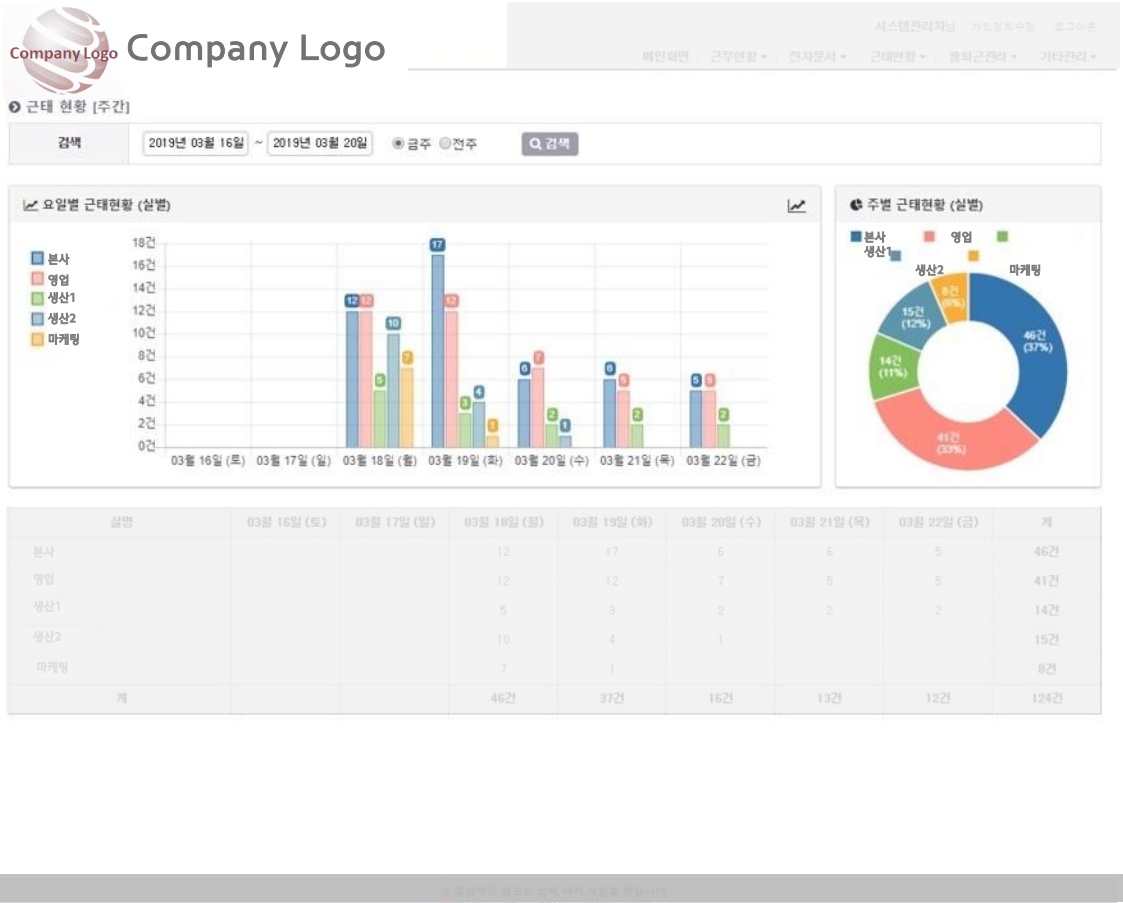 시스템관리자님 개인정보수정 로그아웃
Company Logo Company Logo
메인화면 근무현황 전자문서 근태현황 출퇴근관리 기타관리
근태 현황 [주간]
검색 2019년 03월 16일 ~ 2019년 03월 20일 금주 전주 검색
요일별 근태현황 (실별)
본사
영업
생산1
생산2
마케팅
18건
16건
14건
12건
10건
8건
6건
4건
2건
0건
12 12 5 10 7
17 12 3 4 1
6 7 2 1
6 5 2
5 5 2
03월 16일 (토) 03월 17일 (일) 03월 18일 (월) 03월 19일 (화) 03월 20일 (수) 03월 21일 (목) 03월 22일 (금)
주별 근태현황 (실별)
본사 영업
생산1
생산2 마케팅
8건
(6%)
15건
(12%)
46건
(37%)
14건
(11%)
41건
(33%)
실명 03월 16일 (토) 03월 17일 (일) 03월 18일 (월) 03월 19일 (화) 03월 20일 (수) 03월 21일 (목) 03월 22일 (금) 계
본사 12 17 6 6 5 46건
영업 12 12 7 5 5 41건
생산1 5 3 2 2 2 14건
생산2 10 4 1 15건
마케팅 7 1 8건
계 46건 37건 16건 13건 12건 124건